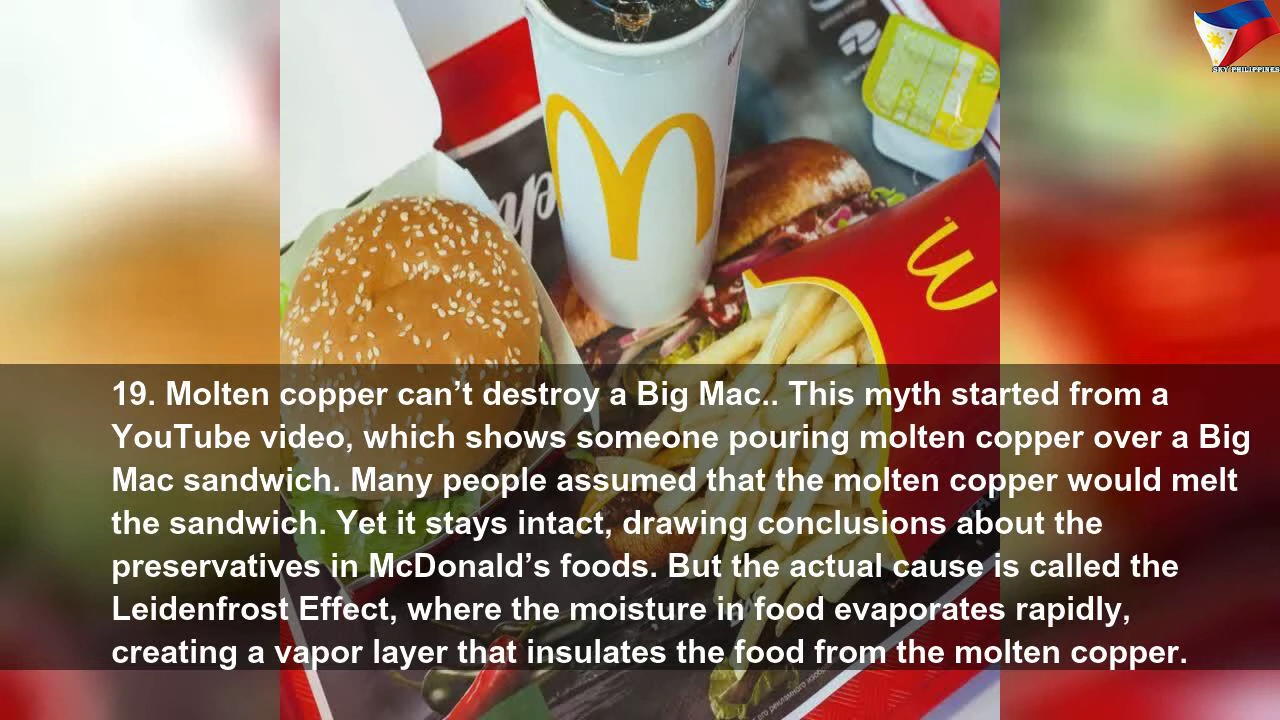 SKY PHILIPPINES
19. Molten copper can’t destroy a Big Mac.. This myth started from a
YouTube video, which shows someone pouring molten copper over a Big
Mac sandwich. Many people assumed that the molten copper would melt
the sandwich. Yet it stays intact, drawing conclusions about the
preservatives in McDonald’s foods. But the actual cause is called the
Leidenfrost Effect, where the moisture in food evaporates rapidly,
creating a vapor layer that insulates the food from the molten copper.